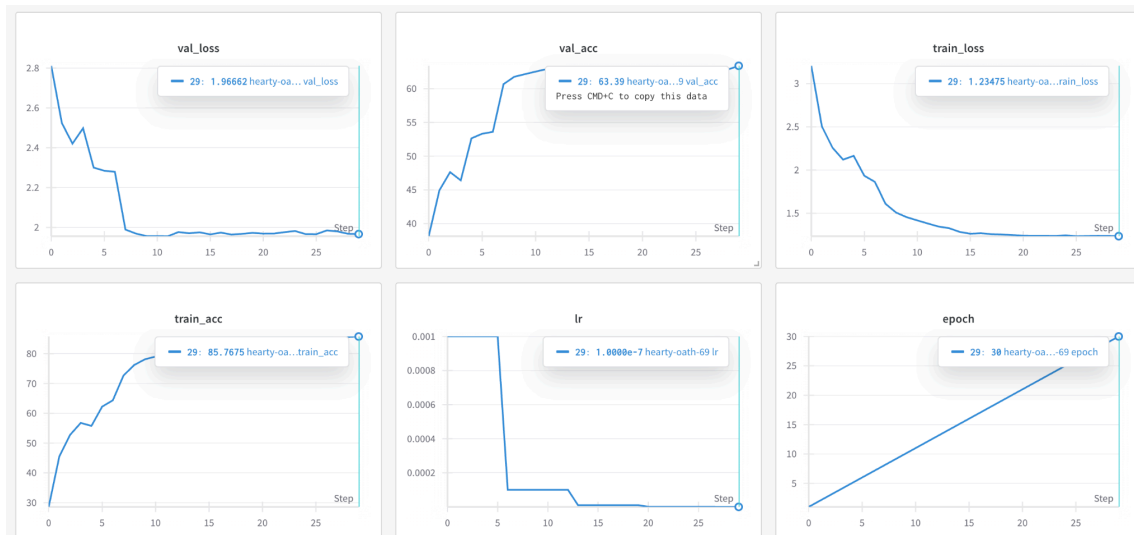 val_loss
29: 1.96662 hearty-oa... val_loss
2.8
2.6
2.4
2.2
2
Step
0 5 10 15 20 25
val_acc
29: 63.39 hearty-oa...9 val_acc
Press CMD+C to copy this data
60
55
50
45
40
Step
0 5 10 15 20 25
train_loss
29: 1.23475 hearty-oa...rain_loss
3
2.5
2
1.5
Step
0 5 10 15 20 25
train_acc
29: 85.7675 hearty-oa...train_acc
80
70
60
50
40
30
Step
0 5 10 15 20 25
lr
29: 1.0000e-7 hearty-oath-69 lr
0.001
0.0008
0.0006
0.0004
0.0002
Step
0 5 10 15 20 25
epoch
29: 30 hearty-oa...-69 epoch
30
25
20
15
10
5
Step
0 5 10 15 20 25